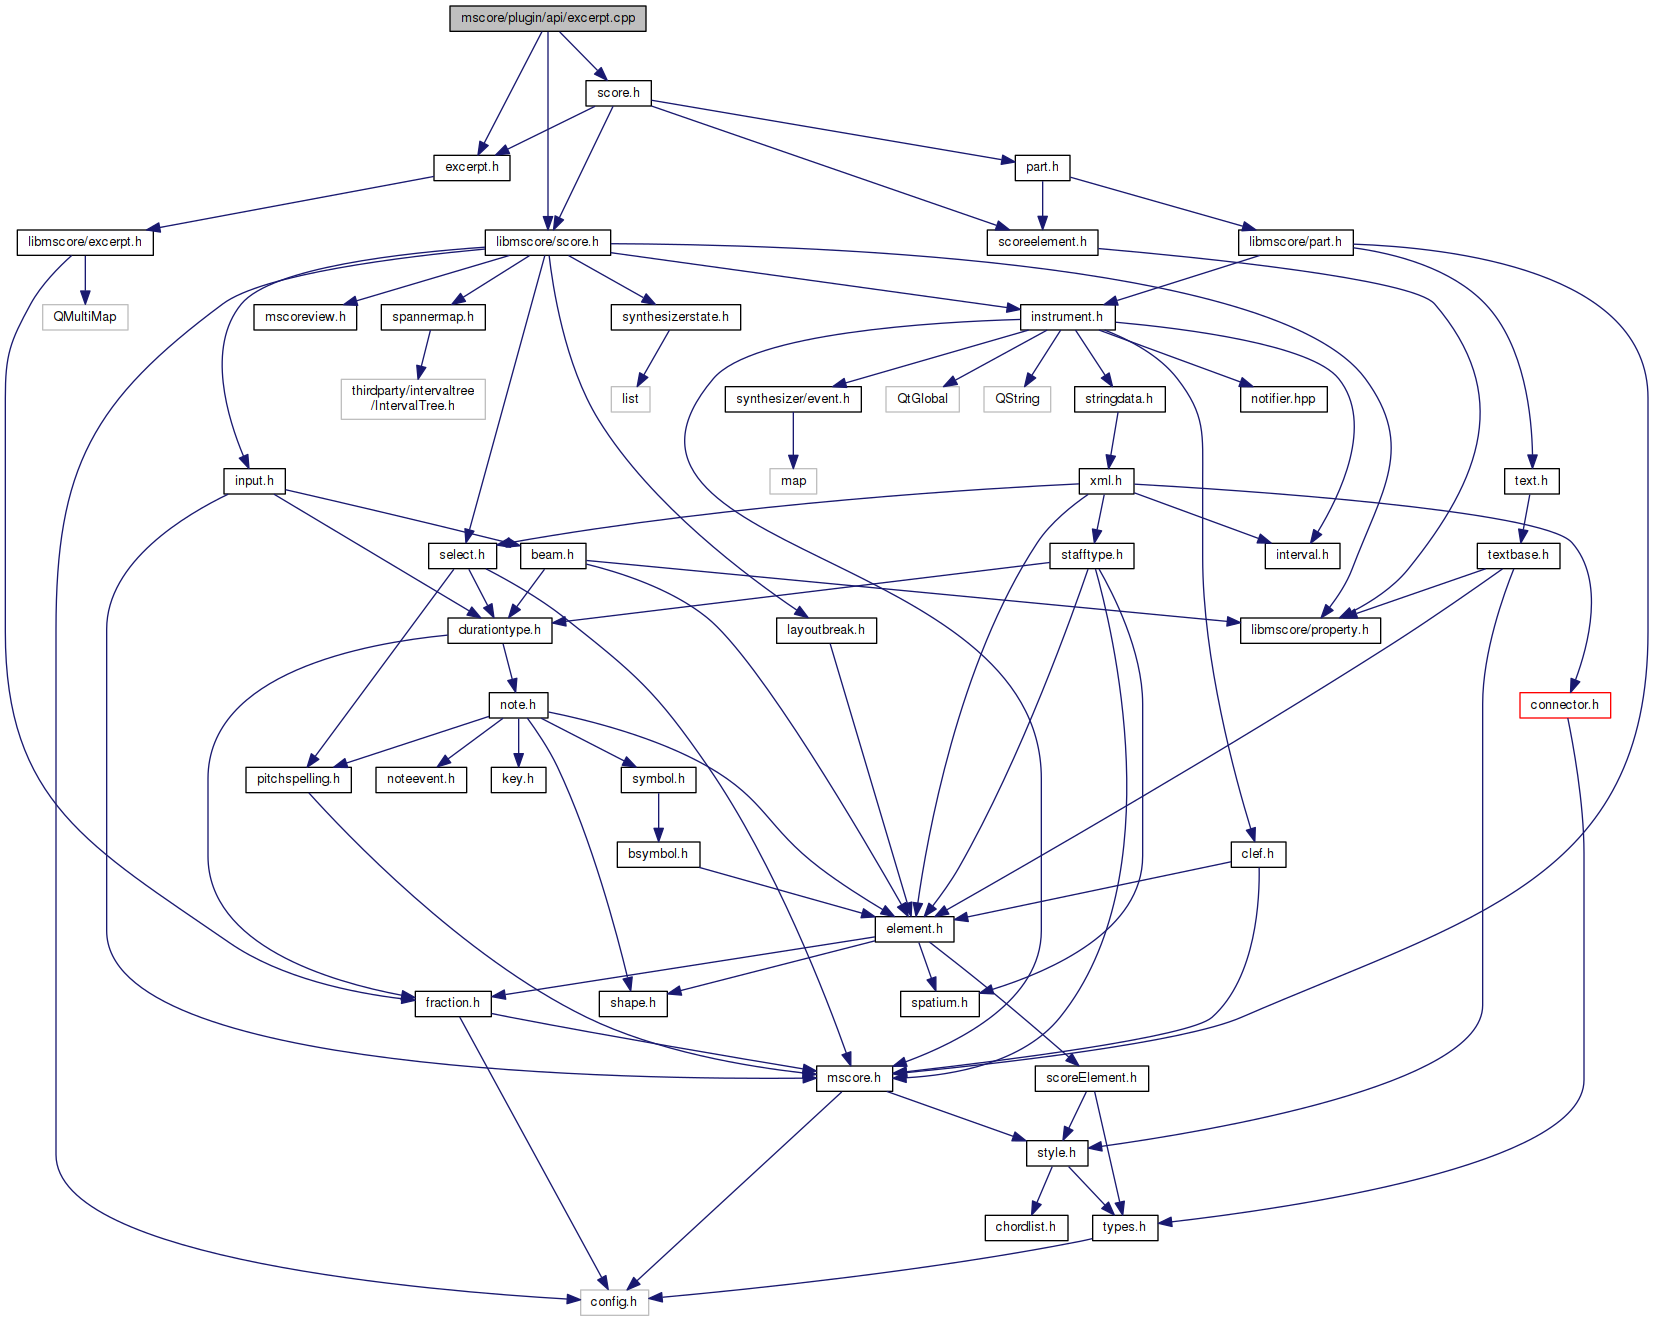 mscore/plugin/api/excerpt.cpp
score.h
excerpt.h
part.h
libmscore/excerpt.h
libmscore/score.h
scoreelement.h
libmscore/part.h
QMultiMap
mscoreview.h
spannermap.h
synthesizerstate.h
instrument.h
thirdparty/intervaltree
/IntervalTree.h
list
synthesizer/event.h
QtGlobal
QString
stringdata.h
notifier.hpp
input.h
map
xml.h
text.h
select.h
beam.h
stafftype.h
interval.h
textbase.h
durationtype.h
layoutbreak.h
libmscore/property.h
note.h
connector.h
pitchspelling.h
noteevent.h
key.h
symbol.h
bsymbol.h
clef.h
element.h
fraction.h
shape.h
spatium.h
mscore.h
scoreElement.h
style.h
chordlist.h
types.h
config.h